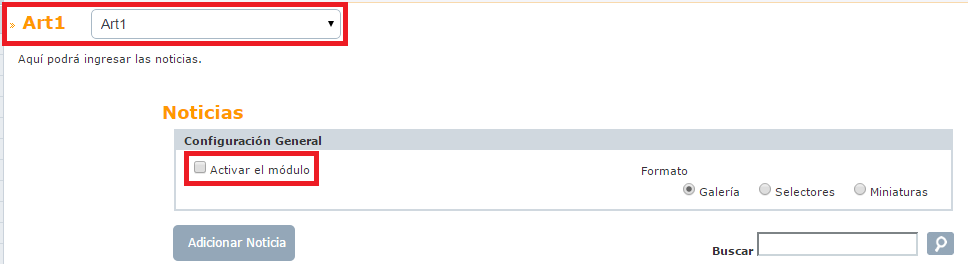 » Art1 Art1
Aquí podrá ingresar las noticias.
Noticias
Configuración General
Activar el módulo
Formato
Galería Selectores Miniaturas
Adicionar Noticia
Buscar